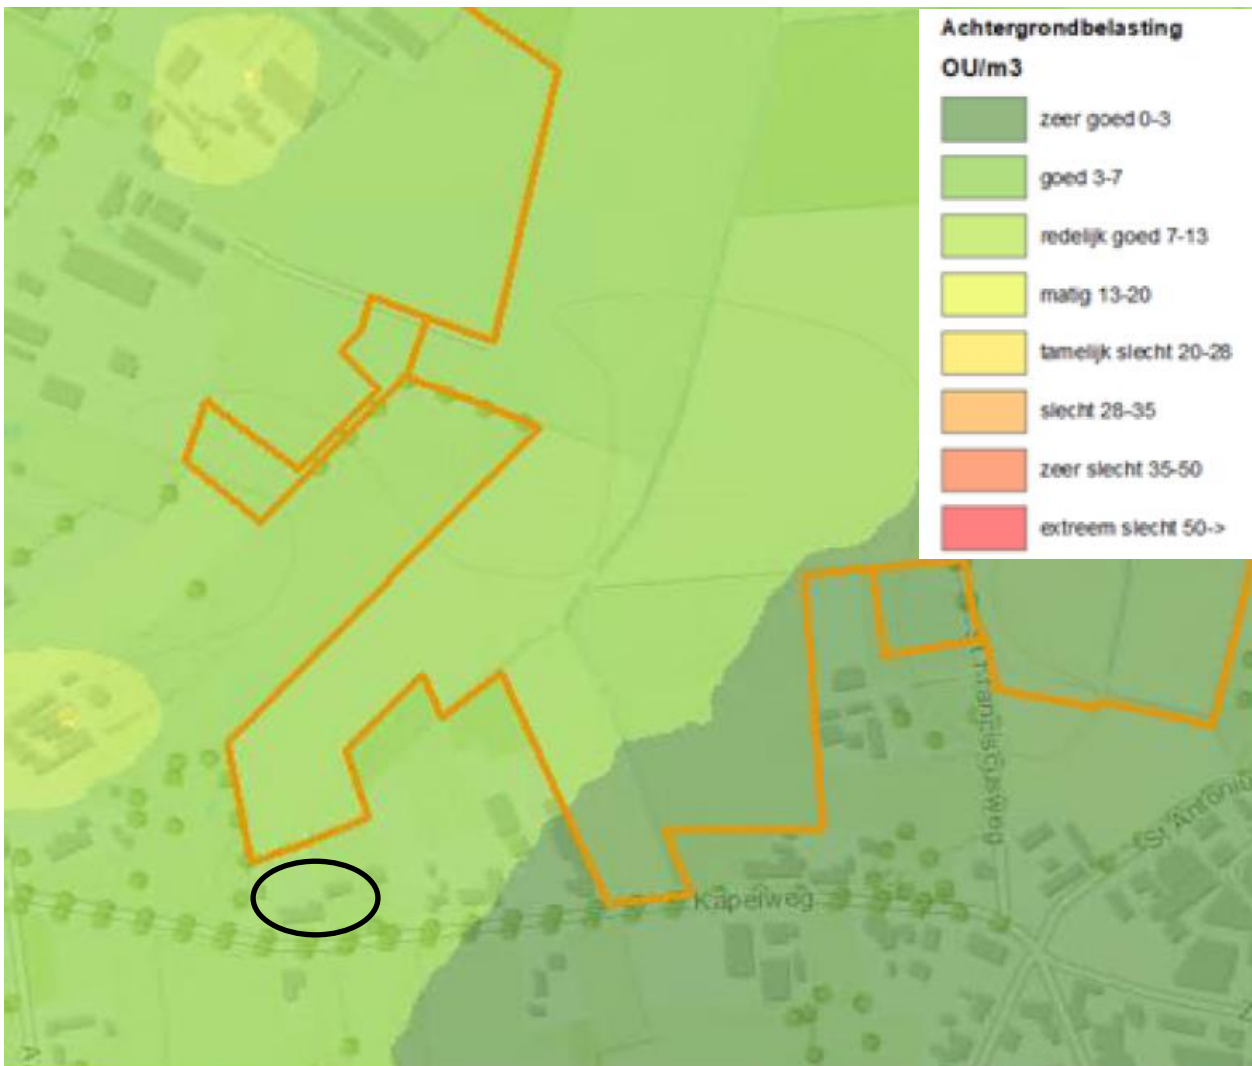 Achtergrondbelasting
OU/m3
zeer goed 0-3
goed 3-7
redelijk goed 7-13
matig 13-20
tamelijk slecht 20-28
slecht 28-35
zeer slecht 35-50
extreem slecht 50->
St Antoniu
Kapelweg